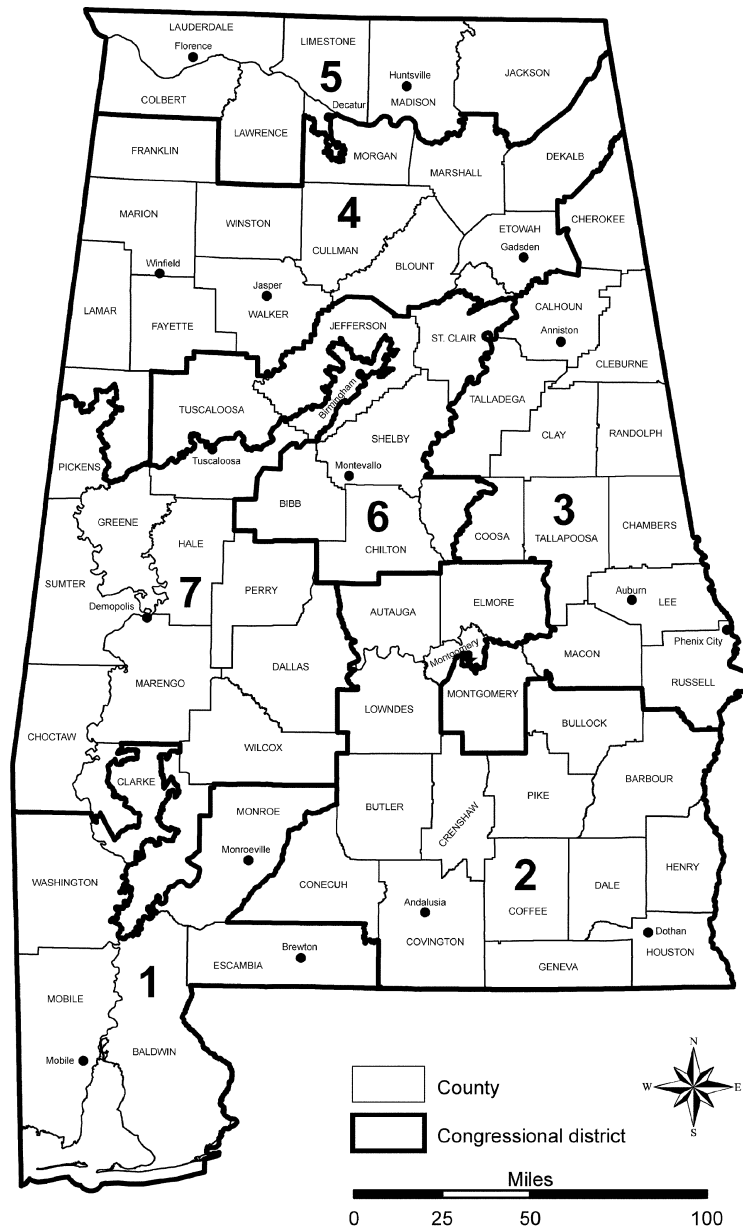 LAUDERDALE
Florence
LIMESTONE
5
Huntsville
MADISON
JACKSON
COLBERT
Decatur
LAWRENCE
FRANKLIN
MORGAN
DEKALB
MARSHALL
MARION
WINSTON
4
CULLMAN
CHEROKEE
ETOWAH
Gadsden
BLOUNT
Winfield
Jasper
WALKER
LAMAR
FAYETTE
JEFFERSON
ST. CLAIR
CALHOUN
Anniston
CLEBURNE
Birmingham
TUSCALOOSA
TALLADEGA
Tuscaloosa
SHELBY
CLAY
RANDOLPH
PICKENS
Montevallo
BIBB
GREENE
6
CHILTON
3
COOSA
TALLAPOOSA
CHAMBERS
HALE
SUMTER
7
PERRY
Demopolis
AUTAUGA
ELMORE
Auburn
LEE
Phenix City
Montgomery
MACON
DALLAS
MARENGO
RUSSELL
MONTGOMERY
LOWNDES
BULLOCK
CHOCTAW
WILCOX
CLARKE
BARBOUR
BUTLER
CRENSHAW
PIKE
MONROE
Monroeville
WASHINGTON
CONECUH
2
COFFEE
DALE
HENRY
Andalusia
COVINGTON
Dothan
HOUSTON
Brewton
ESCAMBIA
GENEVA
MOBILE
1
BALDWIN
Mobile
N
W
E
S
County
Congressional district
Miles
0 25 50 100